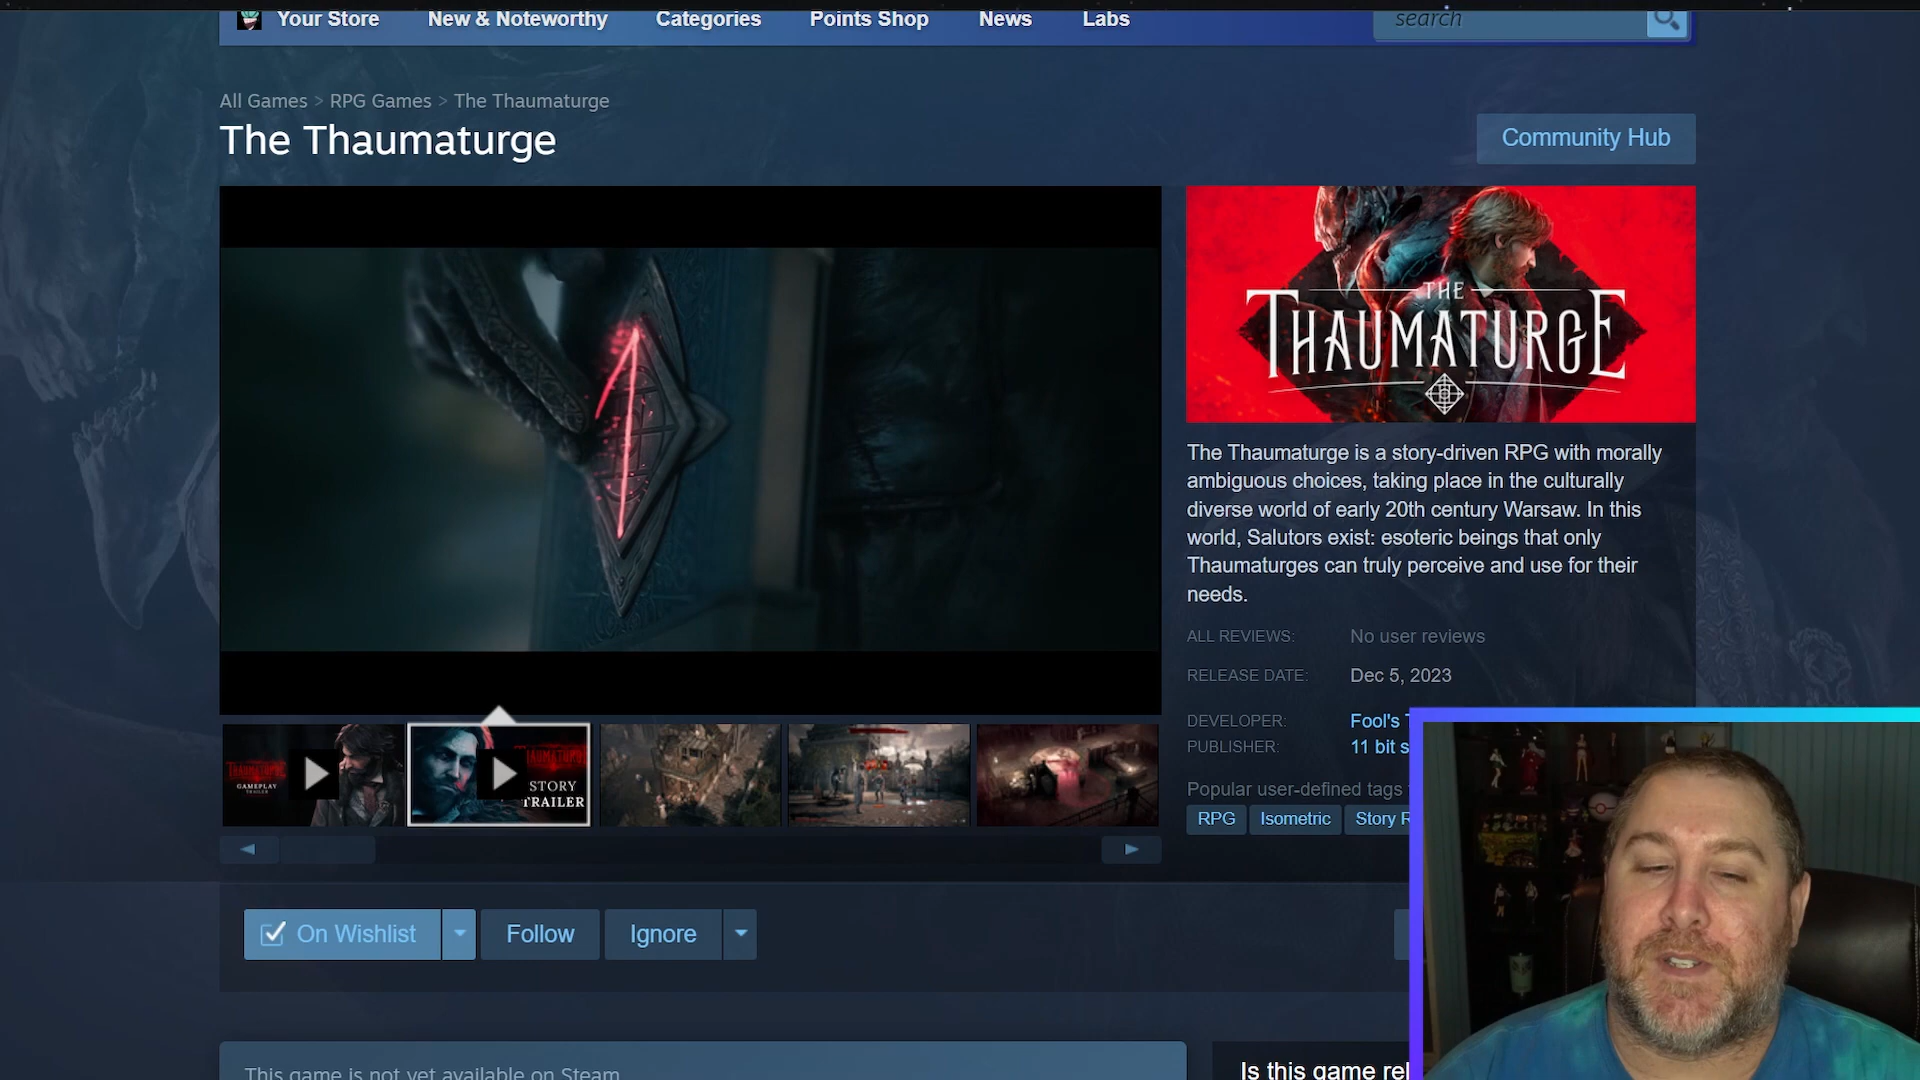 Your Store
New & Noteworthy
Categories
Points Shop
News
Labs
search
All Games > RPG Games > The Thaumaturge
The Thaumaturge
Community Hub
THE
THAUMATURGE
The Thaumaturge is a story-driven RPG with morally
ambiguous choices, taking place in the culturally
diverse world of early 20th century Warsaw. In this
world, Salutors exist: esoteric beings that only
Thaumaturges can truly perceive and use for their
needs.
ALL REVIEWS: No user reviews
RELEASE DATE: Dec 5, 2023
DEVELOPER: Fool's
PUBLISHER: 11 bit s
Popular user-defined tags
RPG
Isometric
Story R
THAUMATURGE
GAMEPLAY
TRAILER
THAUMATURGE
STORY
TRAILER
On Wishlist
Follow
Ignore
This game is not yet available on Steam
Is this game rel